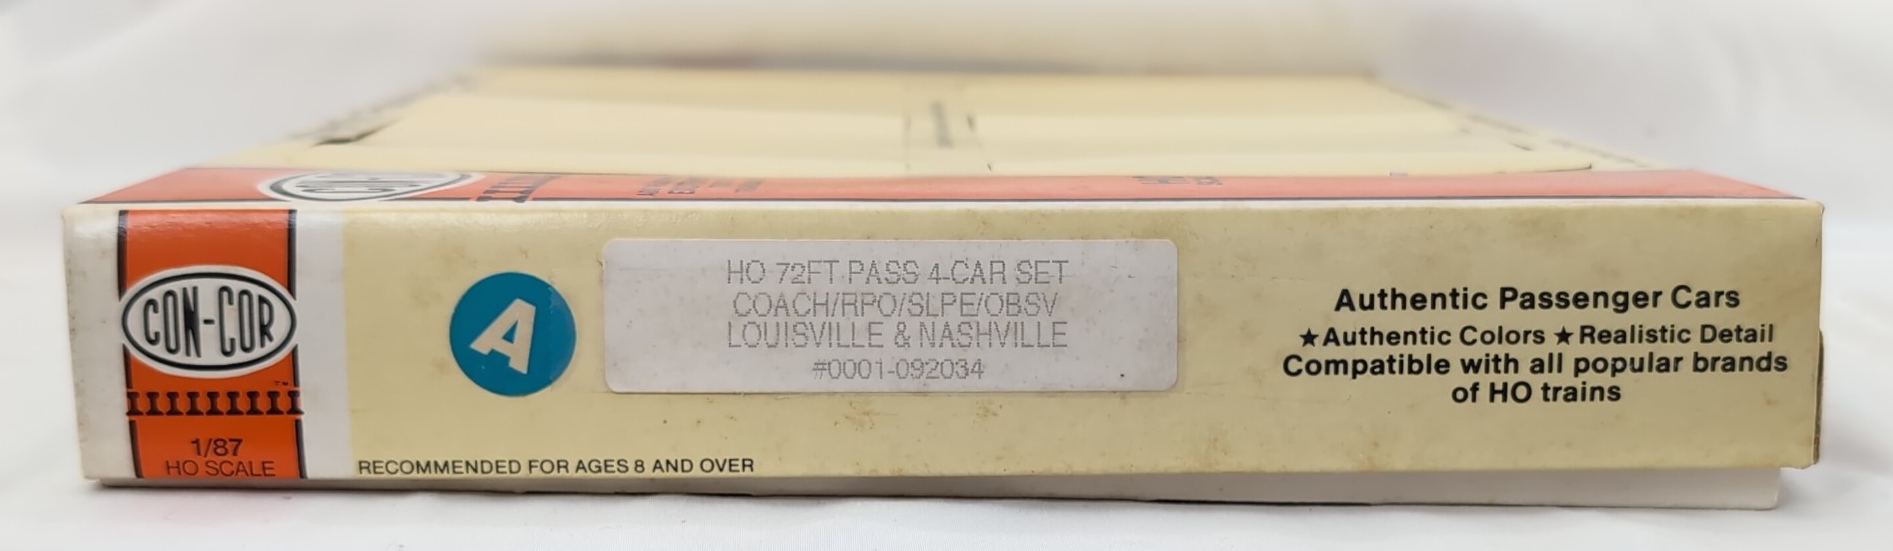 CON-COR
™
1/87
HO SCALE
A
HO 72FT PASS 4-CAR SET
COACH/RPO/SLPE/OBSV
LOUISVILLE & NASHVILLE
#0001-092034
RECOMMENDED FOR AGES 8 AND OVER
Authentic Passenger Cars
★Authentic Colors ★Realistic Detail
Compatible with all popular brands
of HO trains